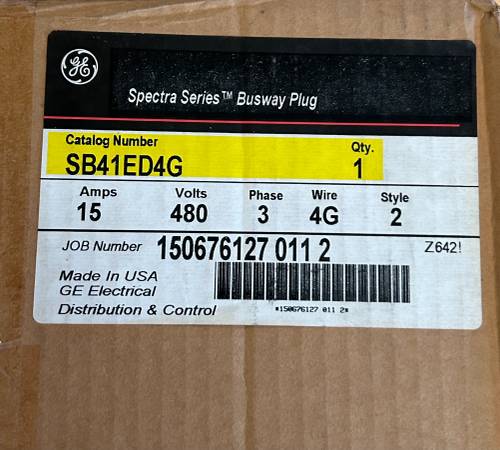 GE
Spectra Series™ Busway Plug
Catalog Number Qty.
SB41ED4G 1
Amps Volts Phase Wire Style
15 480 3 4G 2
JOB Number 150676127 011 2 Z642!
Made In USA
GE Electrical
Distribution & Control *150676127 011 2*